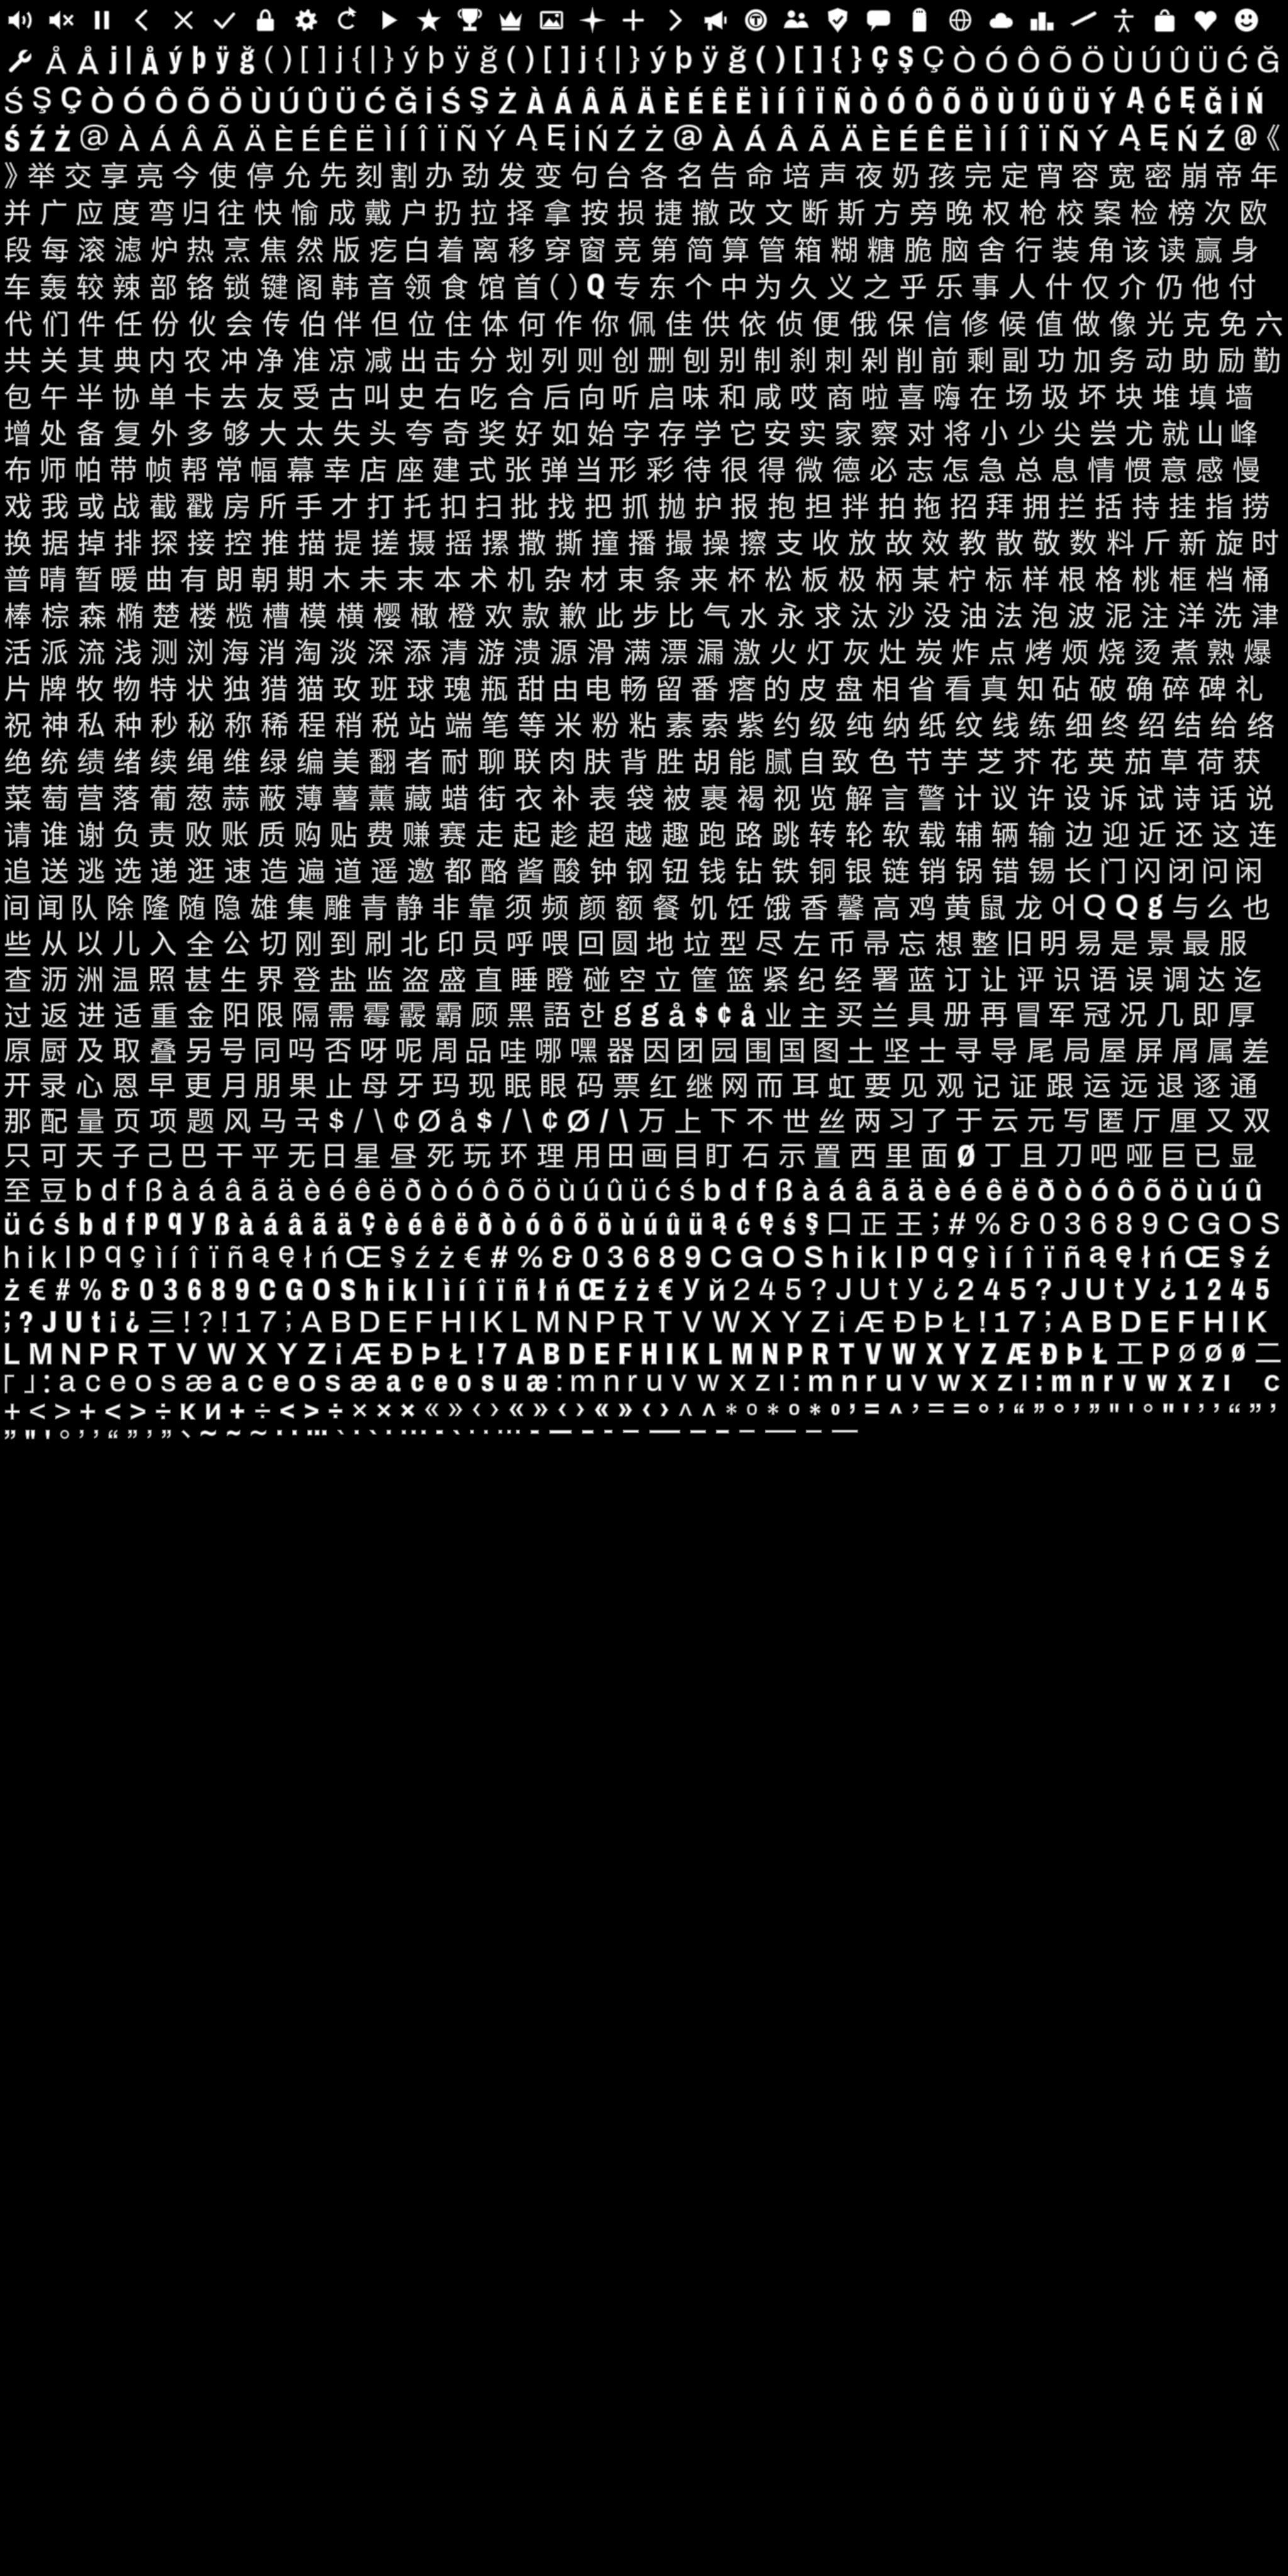 Å Å j | Å ý þ ÿ ğ ( ) [ ] j { | } ý þ ÿ ğ ( ) [ ] j { | } ý þ ÿ ğ ( ) [ ] { } Ç Ş Ç Ò Ó Ô Õ Ö Ù Ú Û Ü Ć Ğ
Ś Ş Ç Ò Ó Ô Õ Ö Ù Ú Û Ü Ć Ğ İ Ś Ş Ż À Á Â Ã Ä È É Ê Ë Ì Í Î Ï Ñ Ò Ó Ô Õ Ö Ù Ú Û Ü Ý Ą Ć Ę Ğ İ Ń
Ś Ź Ż @ À Á Â Ã Ä È É Ê Ë Ì Í Î Ï Ñ Ý Ą Ę İ Ń Ź Ż @ À Á Â Ã Ä È É Ê Ë Ì Í Î Ï Ñ Ý Ą Ę Ń Ź @ 《
》 举 交 享 亮 今 使 停 允 先 刻 割 办 劲 发 变 句 台 各 名 告 命 培 声 夜 奶 孩 完 定 宵 容 宽 密 崩 帝 年
并 广 应 度 弯 归 往 快 愉 成 戴 户 扔 拉 择 拿 按 损 捷 撤 改 文 断 斯 方 旁 晚 权 枪 校 案 检 榜 次 欧
段 每 滚 滤 炉 热 烹 焦 然 版 疙 白 着 离 移 穿 窗 竞 第 简 算 管 箱 糊 糖 脆 脑 舍 行 装 角 该 读 赢 身
车 轰 较 辣 部 铬 锁 键 阁 韩 音 领 食 馆 首 ( ) Q 专 东 个 中 为 久 义 之 乎 乐 事 人 什 仅 介 仍 他 付
代 们 件 任 份 伙 会 传 伯 伴 但 位 住 体 何 作 你 佩 佳 供 依 侦 便 俄 保 信 修 候 值 做 像 光 克 免 六
共 关 其 典 内 农 冲 净 准 凉 减 出 击 分 划 列 则 创 删 刨 别 制 刹 刺 剁 削 前 剩 副 功 加 务 动 助 励 勤
包 午 半 协 单 卡 去 友 受 古 叫 史 右 吃 合 后 向 听 启 味 和 咸 哎 商 啦 喜 嗨 在 场 圾 坏 块 堆 填 墙
增 处 备 复 外 多 够 大 太 失 头 夸 奇 奖 好 如 始 字 存 学 它 安 实 家 察 对 将 小 少 尖 尝 尤 就 山 峰
布 师 帕 带 帧 帮 常 幅 幕 幸 店 座 建 式 张 弹 当 形 彩 待 很 得 微 德 必 志 怎 急 总 息 情 惯 意 感 慢
戏 我 或 战 截 戳 房 所 手 才 打 托 扣 扫 批 找 把 抓 抛 护 报 抱 担 拌 拍 拖 招 拜 拥 拦 括 持 挂 指 捞
换 据 掉 排 探 接 控 推 描 提 搓 摄 摇 摞 撒 撕 撞 播 撮 操 擦 支 收 放 故 效 教 散 敬 数 料 斤 新 旋 时
普 晴 暂 暖 曲 有 朗 朝 期 木 未 末 本 术 机 杂 材 束 条 来 杯 松 板 极 柄 某 柠 标 样 根 格 桃 框 档 桶
棒 棕 森 椭 楚 楼 榄 槽 模 横 樱 橄 橙 欢 款 歉 此 步 比 气 水 永 求 汰 沙 没 油 法 泡 波 泥 注 洋 洗 津
活 派 流 浅 测 浏 海 消 淘 淡 深 添 清 游 溃 源 滑 满 漂 漏 激 火 灯 灰 灶 炭 炸 点 烤 烦 烧 烫 煮 熟 爆
片 牌 牧 物 特 状 独 猎 猫 玫 班 球 瑰 瓶 甜 由 电 畅 留 番 瘩 的 皮 盘 相 省 看 真 知 砧 破 确 碎 碑 礼
祝 神 私 种 秒 秘 称 稀 程 稍 税 站 端 笔 等 米 粉 粘 素 索 紫 约 级 纯 纳 纸 纹 线 练 细 终 绍 结 给 络
绝 统 绩 绪 续 绳 维 绿 编 美 翻 者 耐 聊 联 肉 肤 背 胜 胡 能 腻 自 致 色 节 芋 芝 芥 花 英 茄 草 荷 获
菜 萄 营 落 葡 葱 蒜 蔽 薄 薯 薰 藏 蜡 街 衣 补 表 袋 被 裹 褐 视 览 解 言 警 计 议 许 设 诉 试 诗 话 说
请 谁 谢 负 责 败 账 质 购 贴 费 赚 赛 走 起 趁 超 越 趣 跑 路 跳 转 轮 软 载 辅 辆 输 边 迎 近 还 这 连
追 送 逃 选 递 逛 速 造 遍 道 遥 邀 都 酪 酱 酸 钟 钢 钮 钱 钻 铁 铜 银 链 销 锅 错 锡 长 门 闪 闭 问 闲
间 闻 队 除 隆 随 隐 雄 集 雕 青 静 非 靠 须 频 颜 额 餐 饥 饪 饿 香 馨 高 鸡 黄 鼠 龙 어 Q Q g 与 么 也
些 从 以 儿 入 全 公 切 刚 到 刷 北 印 员 呼 喂 回 圆 地 垃 型 尽 左 币 帚 忘 想 整 旧 明 易 是 景 最 服
查 沥 洲 温 照 甚 生 界 登 盐 监 盗 盛 直 睡 瞪 碰 空 立 筐 篮 紧 纪 经 署 蓝 订 让 评 识 语 误 调 达 迄
过 返 进 适 重 金 阳 限 隔 需 霉 霰 霸 顾 黑 語 한 g g å $ ¢ å 业 主 买 兰 具 册 再 冒 军 冠 况 几 即 厚
原 厨 及 取 叠 另 号 同 吗 否 呀 呢 周 品 哇 哪 嘿 器 因 团 园 围 国 图 土 坚 士 寻 导 尾 局 屋 屏 屑 属 差
开 录 心 恩 早 更 月 朋 果 止 母 牙 玛 现 眠 眼 码 票 红 继 网 而 耳 虹 要 见 观 记 证 跟 运 远 退 逐 通
那 配 量 页 项 题 风 马 국 $ / \ ¢ Ø å $ / \ ¢ Ø / \ 万 上 下 不 世 丝 两 习 了 于 云 元 写 匿 厅 厘 又 双
只 可 天 子 己 巴 干 平 无 日 星 昼 死 玩 环 理 用 田 画 目 盯 石 示 置 西 里 面 Ø 丁 且 刀 吧 哑 巨 已 显
至 豆 b d f ß à á â ã ä è é ê ë ð ò ó ô õ ö ù ú û ü ć ś b d f ß à á â ã ä è é ê ë ð ò ó ô õ ö ù ú û
ü ć ś b d f p q y ß à á â ã ä ç è é ê ë ð ò ó ô õ ö ù ú û ü ą ć ę ś ş 口 正 王 ; # % & 0 3 6 8 9 C G O S
h i k l p q ç ì í î ï ñ ą ę ł ń Œ ş ź ż € # % & 0 3 6 8 9 C G O S h i k l p q ç ì í î ï ñ ą ę ł ń Œ ş ź
ż € # % & 0 3 6 8 9 C G O S h i k l ì í î ï ñ ł ń Œ ź ż € У й 2 4 5 ? J U t y ¿ 2 4 5 ? J U t y ¿ 1 2 4 5
; ? J U t i ¿ 三 ! ? ! 1 7 ; A B D E F H I K L M N P R T V W X Y Z ¡ Æ Ð Þ Ł ! 1 7 ; A B D E F H I K
L M N P R T V W X Y Z ¡ Æ Ð Þ Ł ! 7 A B D E F H I K L M N P R T V W X Y Z Æ Ð Þ Ł 工 Р ø ø ø 二
「 」 : a c e o s æ a c e o s æ a c e o s u æ : m n r u v w x z ı : m n r u v w x z ı : m n r v w x z ı с
+ < > + < > ÷ к и + ÷ < > ÷ × × × « » ‹ › « » ‹ › « » ‹ › ^ ^ * o * o * o , = ^ , = = ° , “ ” ° , ” " ' ° " ' , ’ “ ” ,